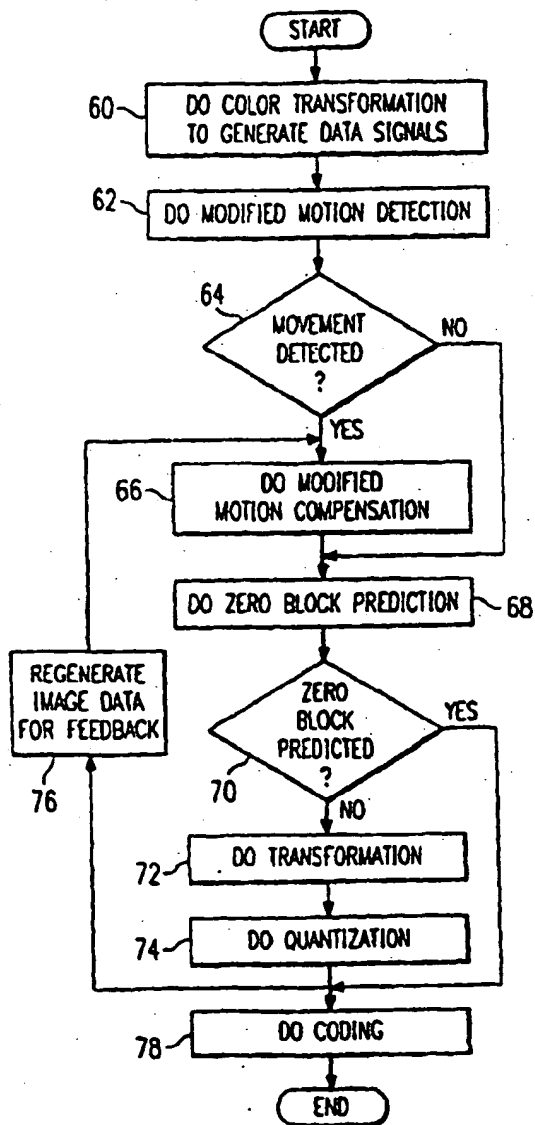 START
60
DO COLOR TRANSFORMATION
TO GENERATE DATA SIGNALS
62
DO MODIFIED MOTION DETECTION
64
MOVEMENT
DETECTED
?
NO
YES
66
DO MODIFIED
MOTION COMPENSATION
DO ZERO BLOCK PREDICTION
68
REGENERATE
IMAGE DATA
FOR FEEDBACK
76
ZERO
BLOCK
PREDICTED
?
YES
70
NO
72
DO TRANSFORMATION
74
DO QUANTIZATION
78
DO CODING
END